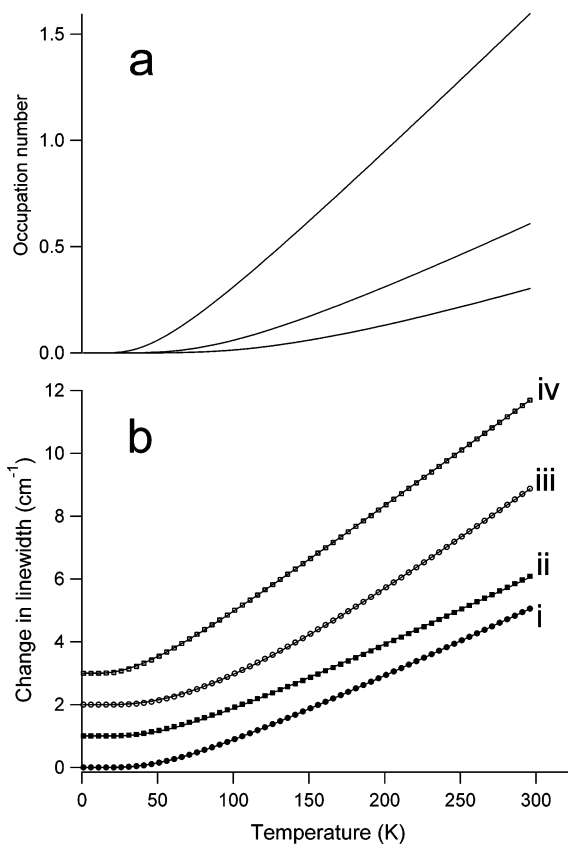 a
Occupation number
1.5
1.0
0.5
0.0
b
Change in linewidth (cm⁻¹)
12
10
8
6
4
2
0
iv
iii
ii
i
0 50 100 150 200 250 300
Temperature (K)